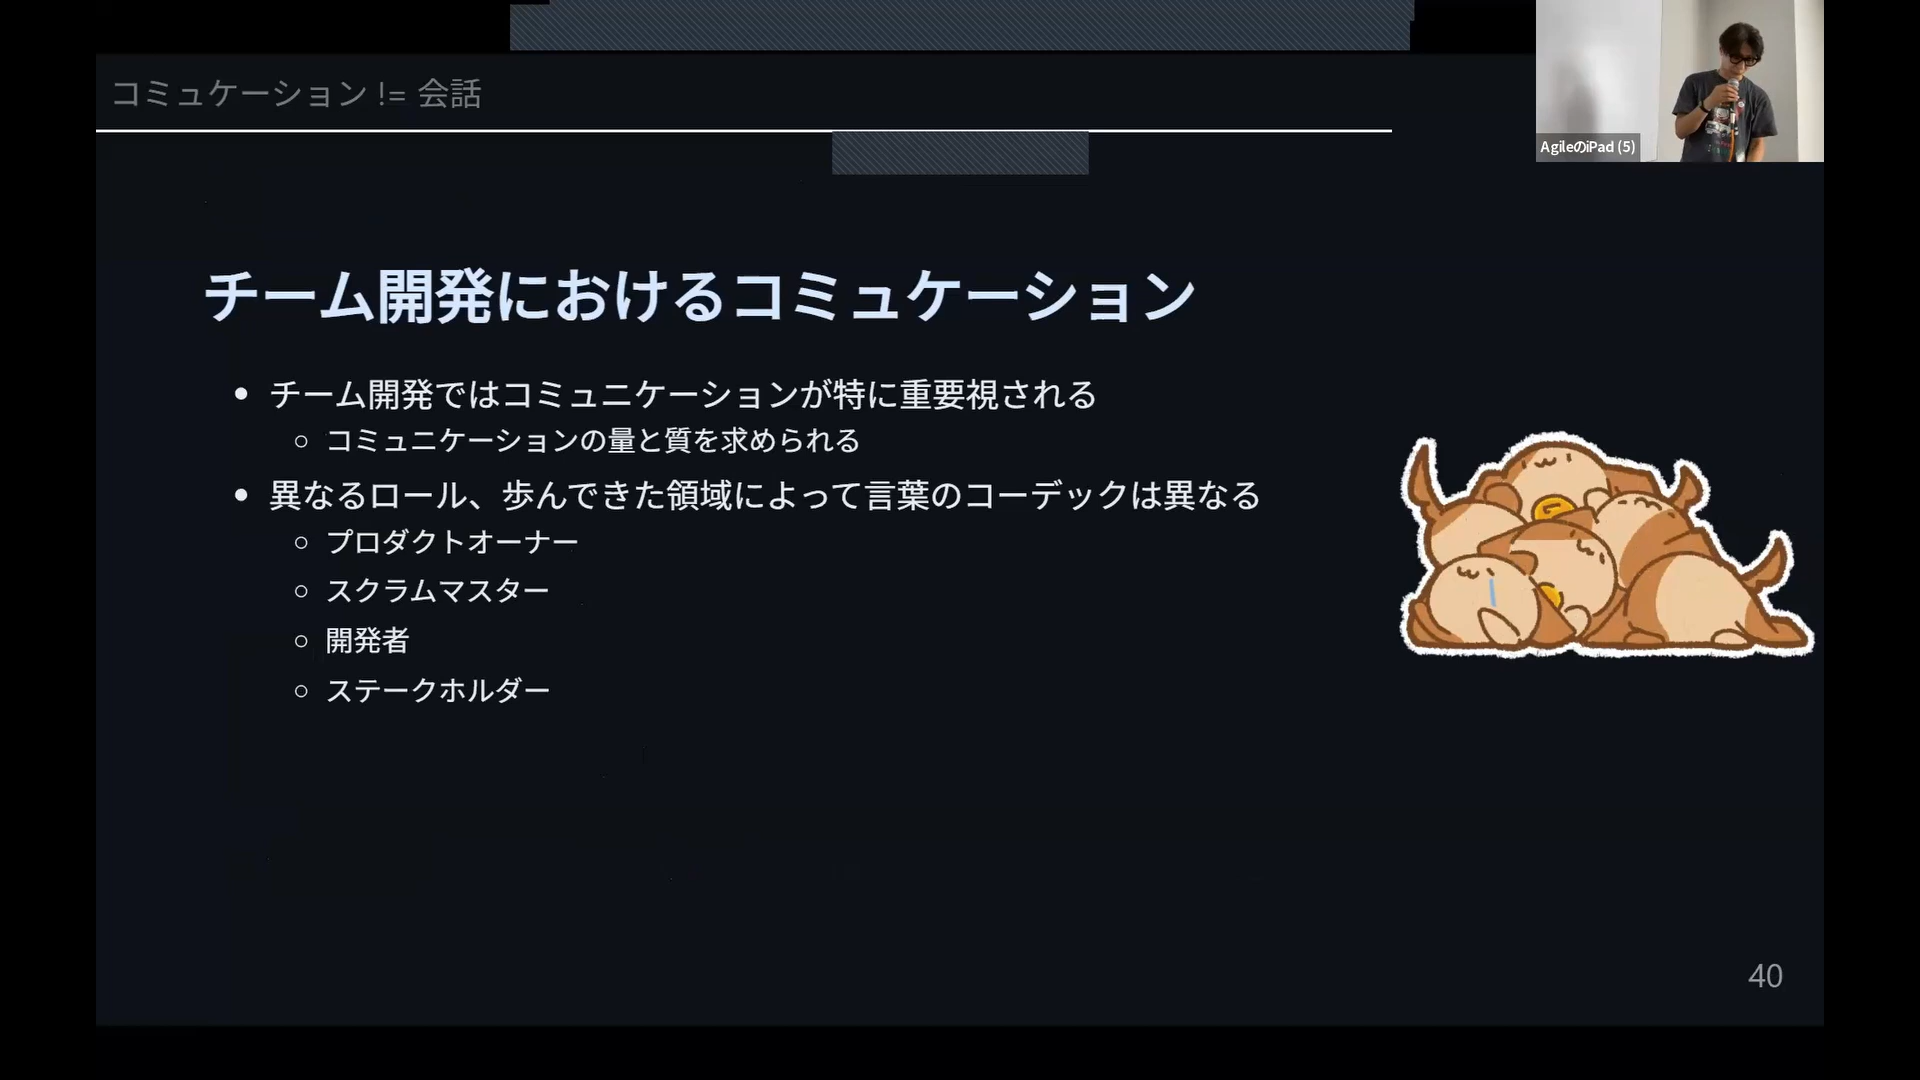 コミュケーション != 会話
AgileのiPad (5)
チーム開発におけるコミュケーション
• チーム開発ではコミュニケーションが特に重要視される
○ コミュニケーションの量と質を求められる
• 異なるロール、歩んできた領域によって言葉のコーデックは異なる
○ プロダクトオーナー
○ スクラムマスター
○ 開発者
○ ステークホルダー
40